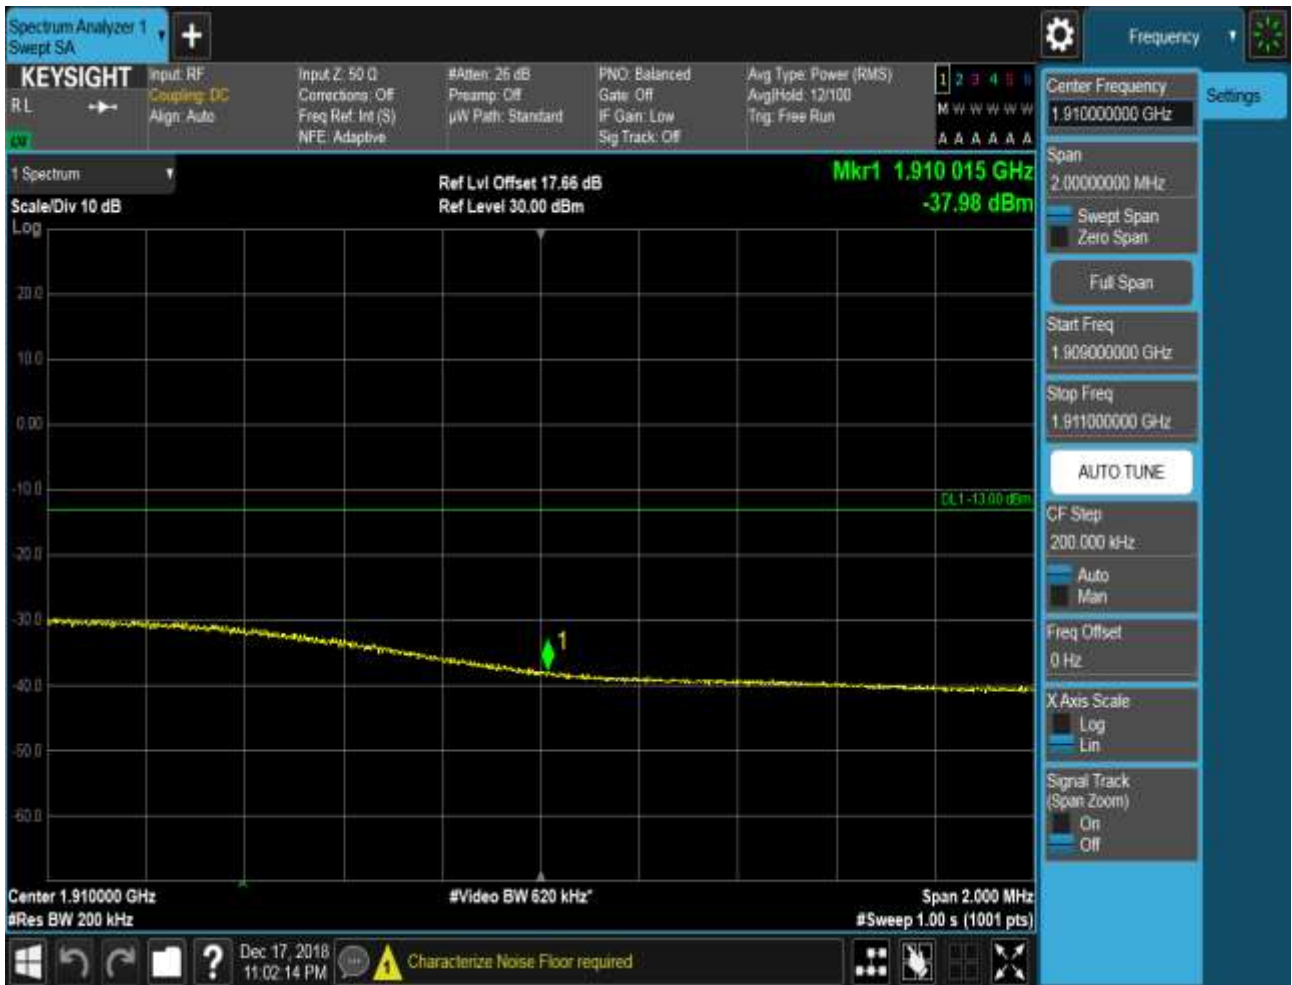 Spectrum Analyzer 1
Swept SA
+
Frequency
KEYSIGHT
RL
Input: RF
Coupling: DC
Align: Auto
Input Z: 50 Ω
Corrections: Off
Freq Ref: Int (S)
NFE: Adaptive
#Atten: 26 dB
Preamp: Off
µW Path: Standard
PNO: Balanced
Gate: Off
IF Gain: Low
Sig Track: Off
Avg Type: Power (RMS)
Avg|Hold: 12/100
Trig: Free Run
1 2 3 4 5 6
M W W W W W
A A A A A A
1 Spectrum
Scale/Div 10 dB
Log
Ref Lvl Offset 17.66 dB
Ref Level 30.00 dBm
Mkr1 1.910 015 GHz
-37.98 dBm
20.0
10.0
0.00
-10.0
DL1 -13.00 dBm
-20.0
-30.0
1
-40.0
-50.0
-60.0
Center 1.910000 GHz
#Res BW 200 kHz
#Video BW 620 kHz*
Span 2.000 MHz
#Sweep 1.00 s (1001 pts)
Center Frequency
1.910000000 GHz
Settings
Span
2.00000000 MHz
Swept Span
Zero Span
Full Span
Start Freq
1.909000000 GHz
Stop Freq
1.911000000 GHz
AUTO TUNE
CF Step
200.000 kHz
Auto
Man
Freq Offset
0 Hz
X Axis Scale
Log
Lin
Signal Track
(Span Zoom)
On
Off
?
Dec 17, 2018
11:02:14 PM
Characterize Noise Floor required